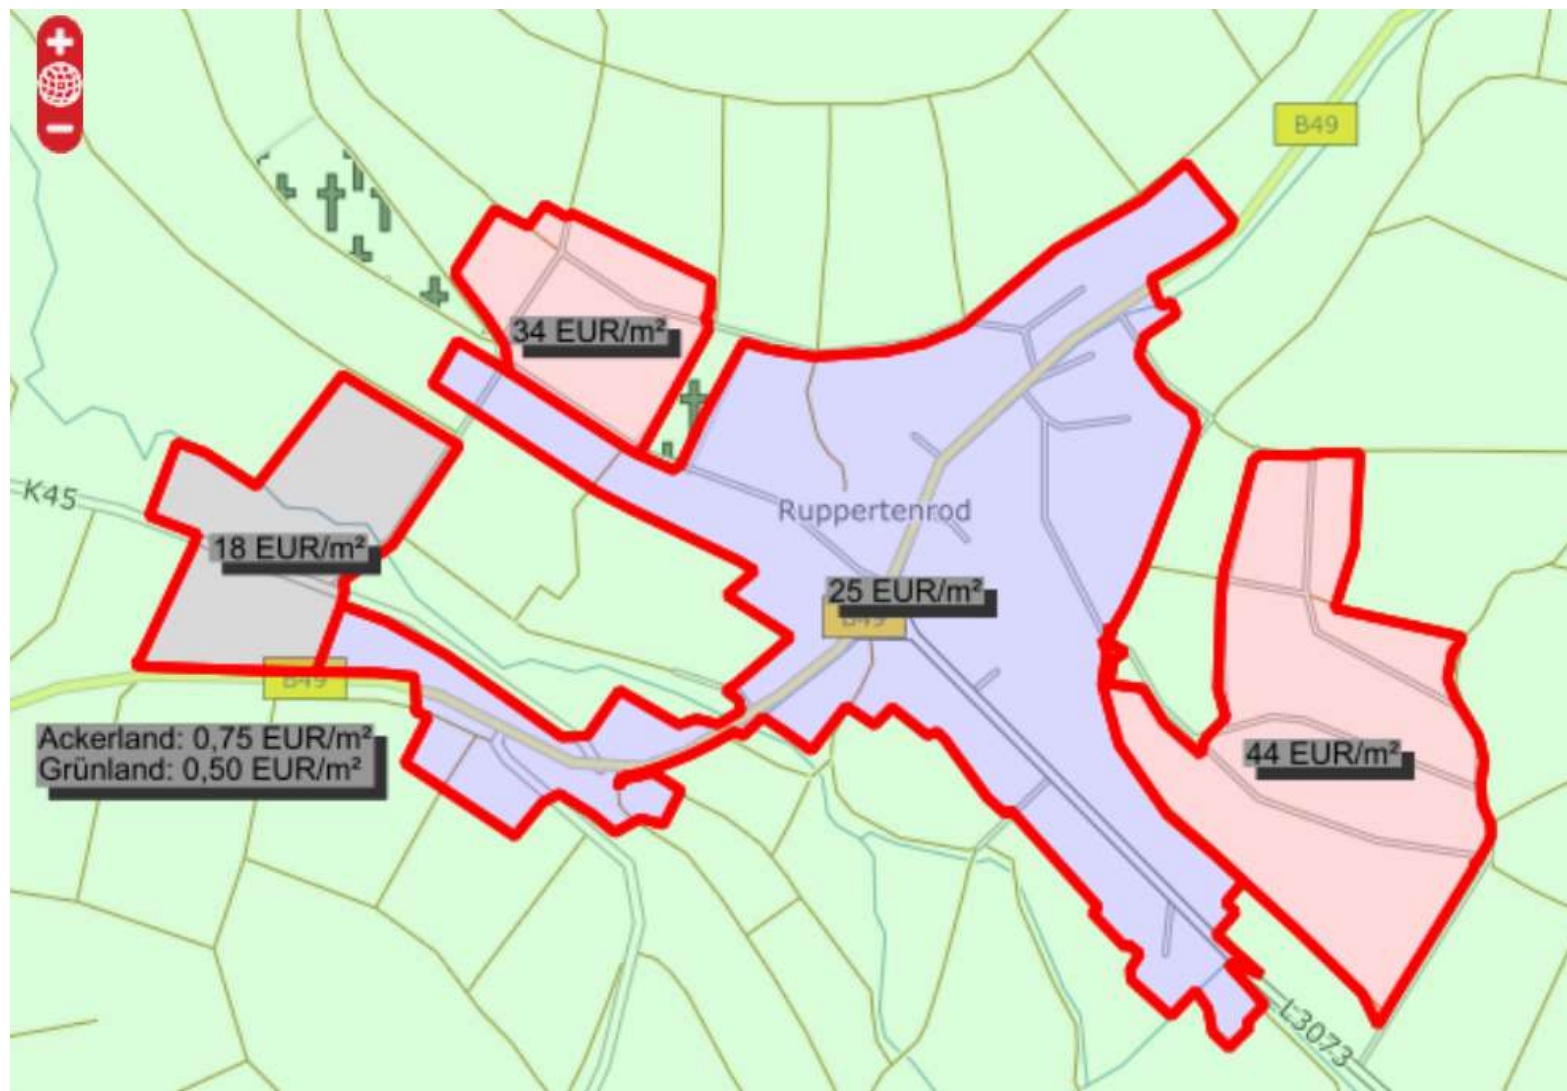 B49
34 EUR/m²
K45
Ruppertenrod
18 EUR/m²
25 EUR/m²
B49
B49
Ackerland: 0,75 EUR/m²
Grünland: 0,50 EUR/m²
44 EUR/m²
L3073